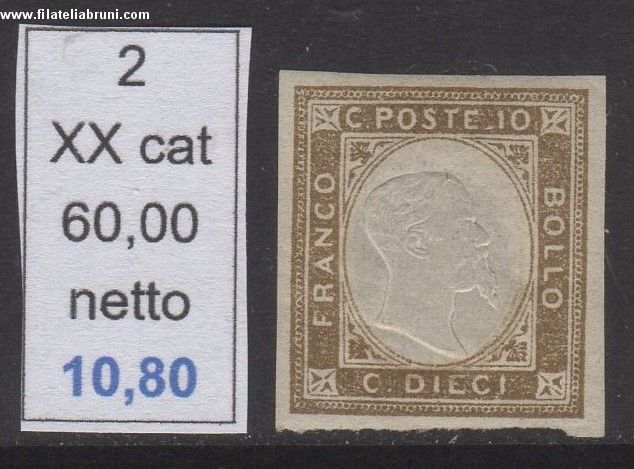 www.filateliabruni.com
2
XX cat
60,00
netto
10,80
C. POSTE. 10
FRANCO
BOLLO
C. DIECI